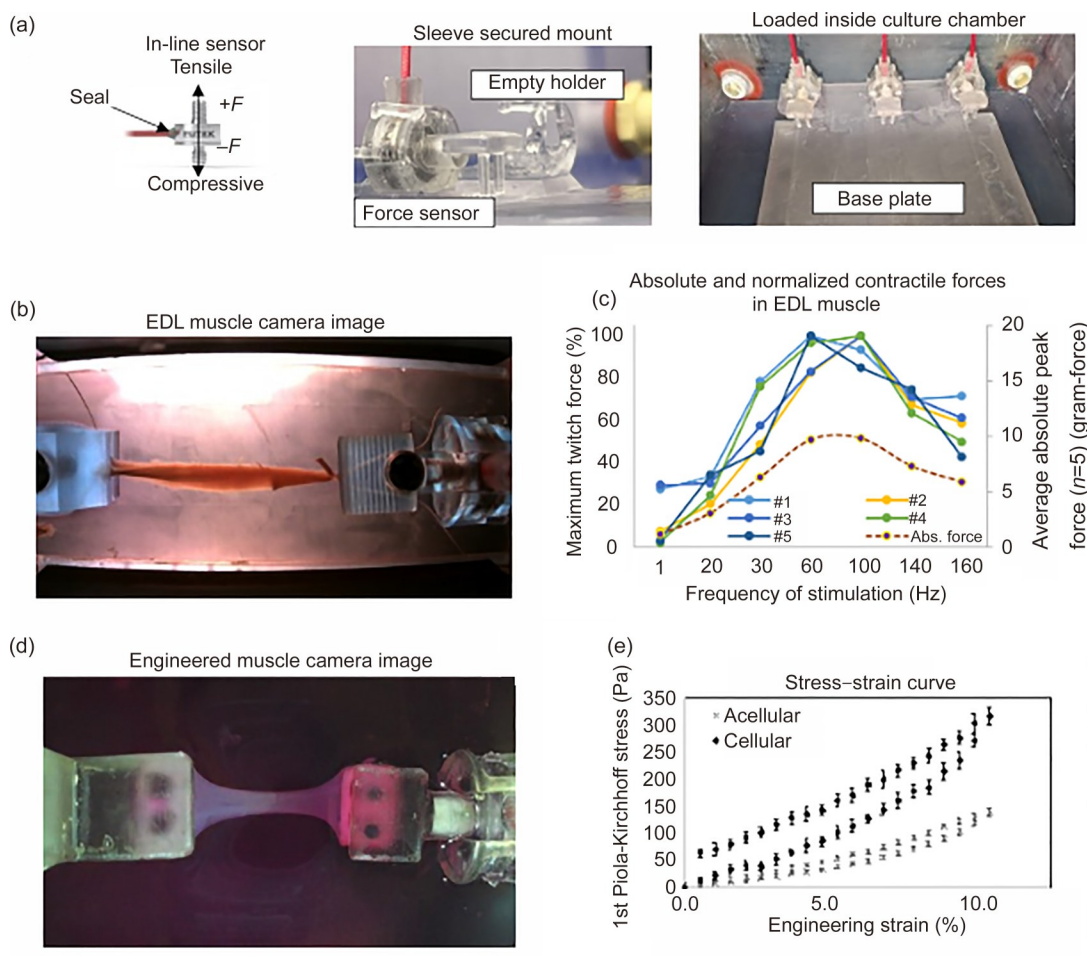 (a)
In-line sensor
Tensile
Seal
+F
FUTEK
–F
Compressive
Sleeve secured mount
Empty holder
Force sensor
Loaded inside culture chamber
Base plate
(b)
EDL muscle camera image
(c)
Absolute and normalized contractile forces
in EDL muscle
Maximum twitch force (%)
100
80
60
40
20
0
20
15
10
5
0
Average absolute peak
force (n=5) (gram-force)
#1
#2
#3
#4
#5
Abs. force
1 20 30 60 100 140 160
Frequency of stimulation (Hz)
(d)
Engineered muscle camera image
(e)
Stress–strain curve
1st Piola-Kirchhoff stress (Pa)
350
300
250
200
150
100
50
0
Acellular
Cellular
0.0 5.0 10.0
Engineering strain (%)